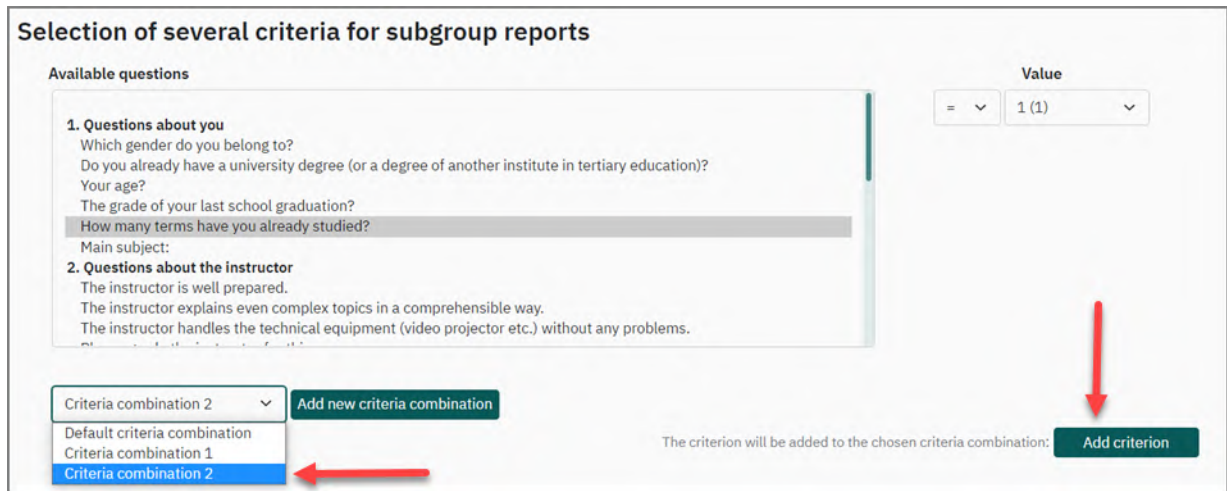 Selection of several criteria for subgroup reports
Available questions
Value
1. Questions about you
Which gender do you belong to?
Do you already have a university degree (or a degree of another institute in tertiary education)?
Your age?
The grade of your last school graduation?
How many terms have you already studied?
Main subject:
2. Questions about the instructor
The instructor is well prepared.
The instructor explains even complex topics in a comprehensible way.
The instructor handles the technical equipment (video projector etc.) without any problems.
= 1 (1)
Criteria combination 2 Add new criteria combination
Default criteria combination
Criteria combination 1
Criteria combination 2
The criterion will be added to the chosen criteria combination: Add criterion